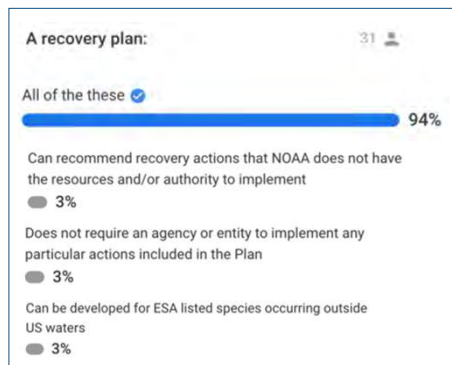 A recovery plan:
31
All of the these
94%
Can recommend recovery actions that NOAA does not have
the resources and/or authority to implement
3%
Does not require an agency or entity to implement any
particular actions included in the Plan
3%
Can be developed for ESA listed species occurring outside
US waters
3%